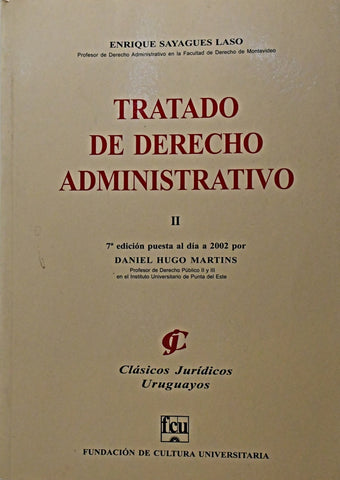 ENRIQUE SAYAGUES LASO
Profesor de Derecho Administrativo en la Facultad de Derecho de Montevideo
TRATADO
DE DERECHO
ADMINISTRATIVO
II
7ª edición puesta al día a 2002 por
DANIEL HUGO MARTINS
Profesor de Derecho Público II y III
en el Instituto Universitario de Punta del Este
CJ
Clásicos Jurídicos
Uruguayos
fcu
FUNDACIÓN DE CULTURA UNIVERSITARIA